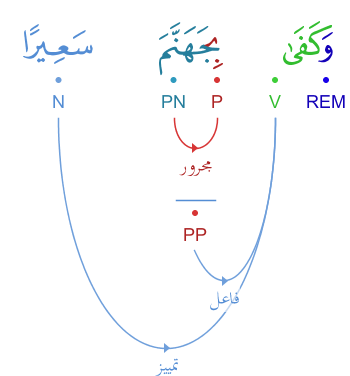 وَكَفَىٰ بِجَهَنَّمَ سَعِيرًا
REM V P PN N
مجرور
PP
فاعل
تمييز